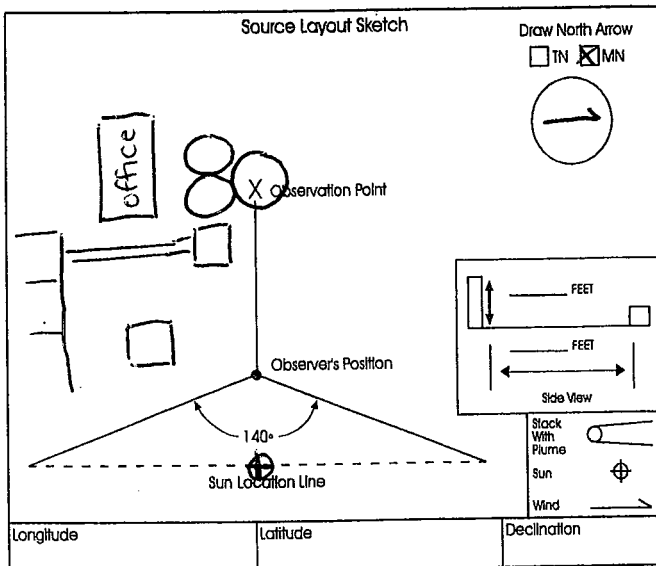 Source Layout Sketch
Draw North Arrow
TN X MN
office
X Observation Point
FEET
FEET
Side View
Observer's Position
140°
Sun Location Line
Stack
With
Plume
Sun
Wind
Longitude
Latitude
Declination